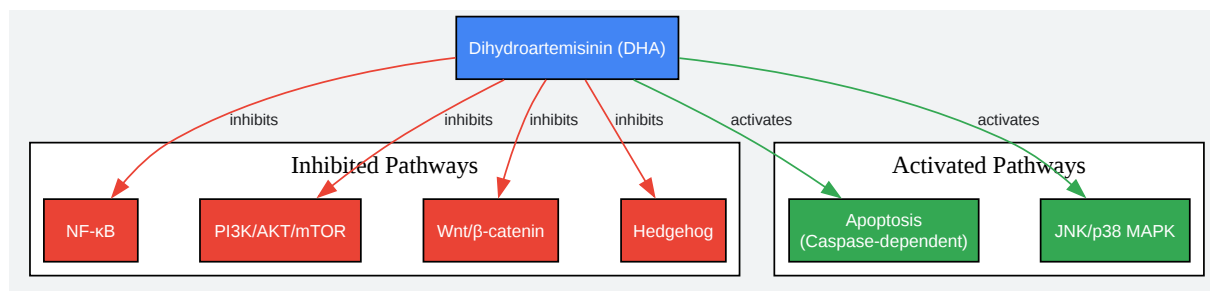 Dihydroartemisinin (DHA)
inhibits
inhibits
inhibits
inhibits
activates
activates
Inhibited Pathways
Activated Pathways
NF-κB
PI3K/AKT/mTOR
Wnt/β-catenin
Hedgehog
Apoptosis
(Caspase-dependent)
JNK/p38 MAPK